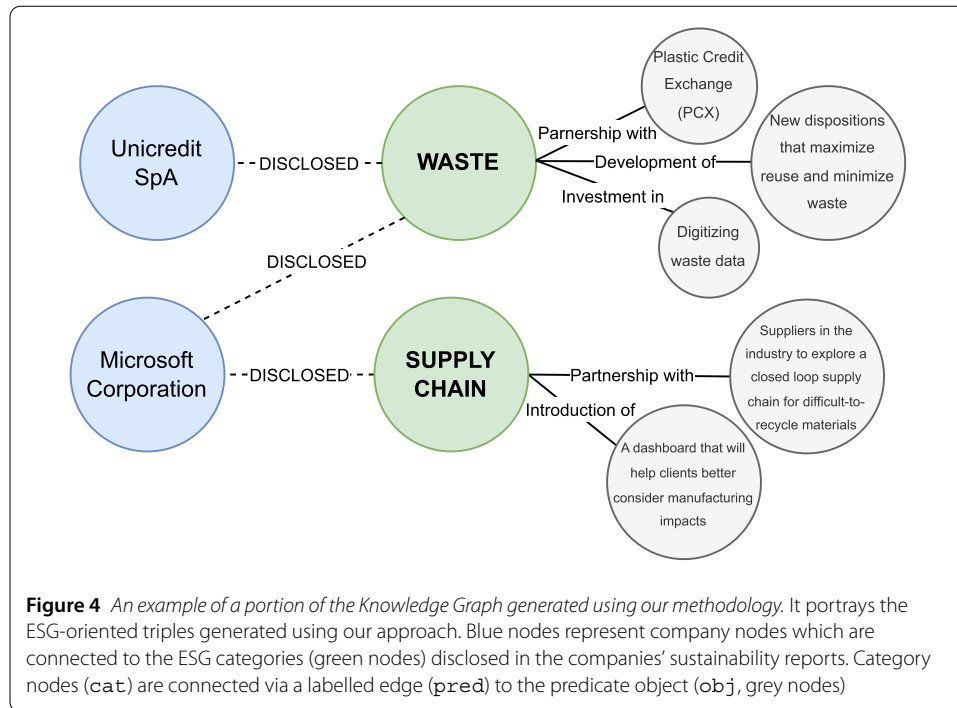 Plastic Credit
Exchange
(PCX)
Unicredit
SpA
DISCLOSED
WASTE
Parnership with
Development of
Investment in
New dispositions
that maximize
reuse and minimize
waste
Digitizing
waste data
DISCLOSED
Microsoft
Corporation
DISCLOSED
SUPPLY
CHAIN
Partnership with
Introduction of
Suppliers in the
industry to explore a
closed loop supply
chain for difficult-to-
recycle materials
A dashboard that will
help clients better
consider manufacturing
impacts
Figure 4 An example of a portion of the Knowledge Graph generated using our methodology. It portrays the
ESG-oriented triples generated using our approach. Blue nodes represent company nodes which are
connected to the ESG categories (green nodes) disclosed in the companies’ sustainability reports. Category
nodes (cat) are connected via a labelled edge (pred) to the predicate object (obj, grey nodes)